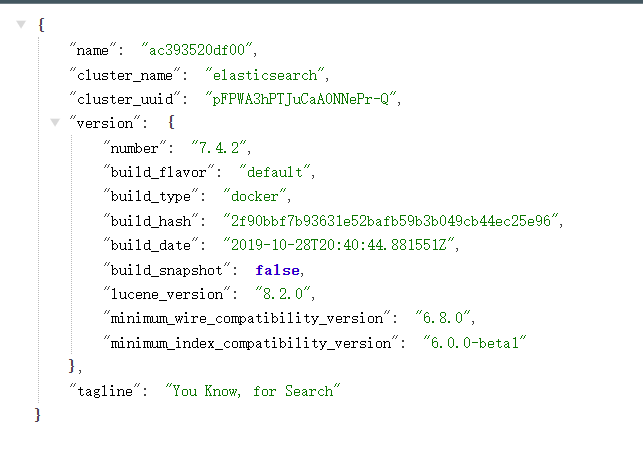 {
"name": "ac393520df00",
"cluster_name": "elasticsearch",
"cluster_uuid": "pFPWA3hPTJuCaA0NNePr-Q",
"version": {
"number": "7.4.2",
"build_flavor": "default",
"build_type": "docker",
"build_hash": "2f90bbf7b93631e52bafb59b3b049cb44ec25e96",
"build_date": "2019-10-28T20:40:44.881551Z",
"build_snapshot": false,
"lucene_version": "8.2.0",
"minimum_wire_compatibility_version": "6.8.0",
"minimum_index_compatibility_version": "6.0.0-beta1"
},
"tagline": "You Know, for Search"
}